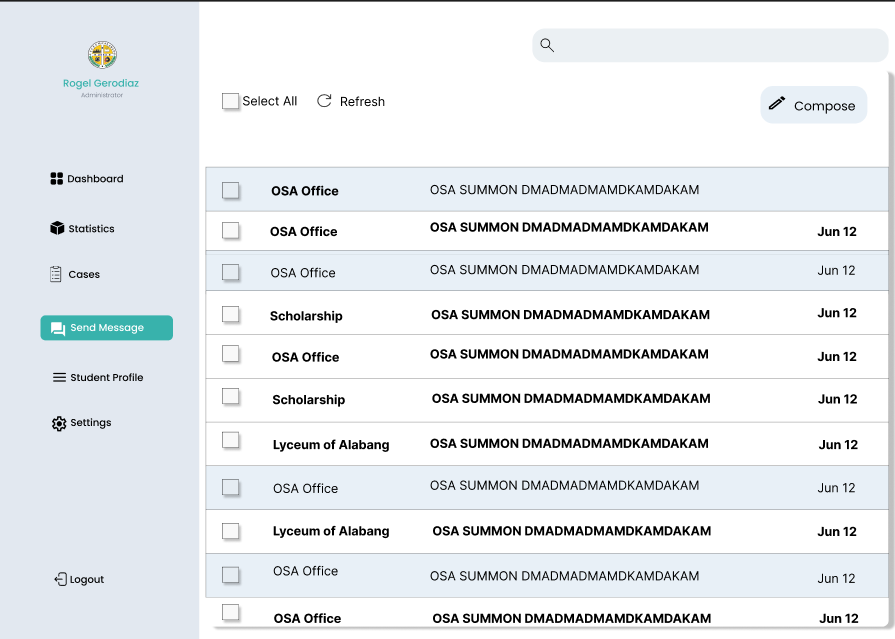 Rogel Gerodiaz
Administrator
Dashboard
Statistics
Cases
Send Message
Student Profile
Settings
Logout
Select All
Refresh
Compose
OSA Office OSA SUMMON DMADMADMAMDKAMDAKAM
OSA Office OSA SUMMON DMADMADMAMDKAMDAKAM Jun 12
OSA Office OSA SUMMON DMADMADMAMDKAMDAKAM Jun 12
Scholarship OSA SUMMON DMADMADMAMDKAMDAKAM Jun 12
OSA Office OSA SUMMON DMADMADMAMDKAMDAKAM Jun 12
Scholarship OSA SUMMON DMADMADMAMDKAMDAKAM Jun 12
Lyceum of Alabang OSA SUMMON DMADMADMAMDKAMDAKAM Jun 12
OSA Office OSA SUMMON DMADMADMAMDKAMDAKAM Jun 12
Lyceum of Alabang OSA SUMMON DMADMADMAMDKAMDAKAM Jun 12
OSA Office OSA SUMMON DMADMADMAMDKAMDAKAM Jun 12
OSA Office OSA SUMMON DMADMADMAMDKAMDAKAM Jun 12